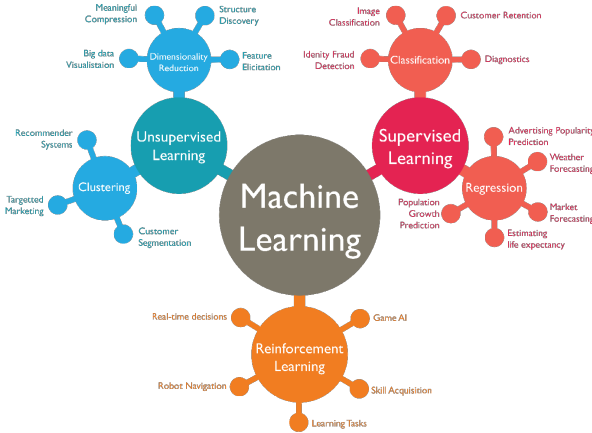 Meaningful
Compression
Structure
Discovery
Big data
Visualistaion
Dimensionality
Reduction
Feature
Elicitation
Unsupervised
Learning
Recommender
Systems
Clustering
Targetted
Marketing
Customer
Segmentation
Machine
Learning
Image
Classification
Customer Retention
Idenity Fraud
Detection
Classification
Diagnostics
Supervised
Learning
Advertising Popularity
Prediction
Weather
Forecasting
Regression
Population
Growth
Prediction
Market
Forecasting
Estimating
life expectancy
Real-time decisions
Game AI
Reinforcement
Learning
Robot Navigation
Skill Acquisition
Learning Tasks